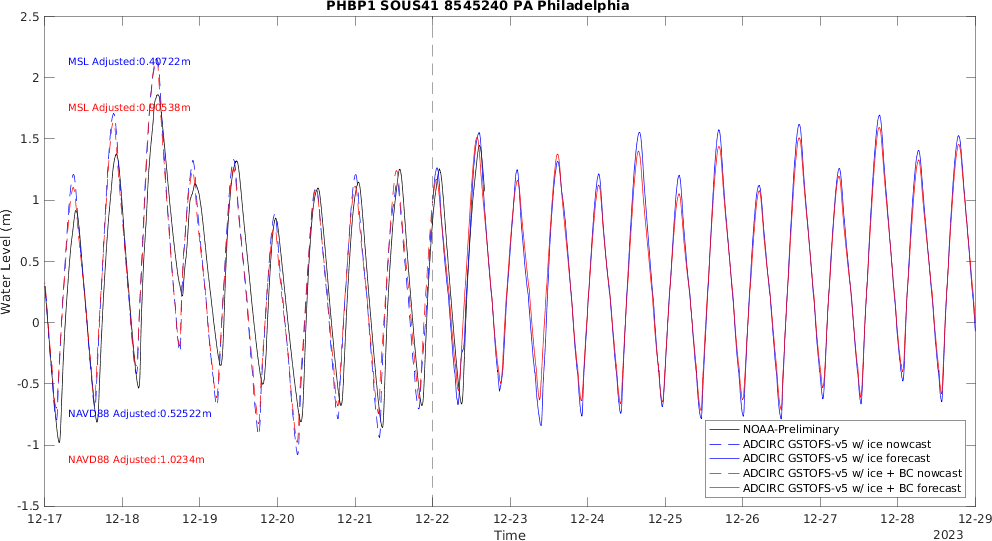 PHBP1 SOUS41 8545240 PA Philadelphia
2.5
2
1.5
1
0.5
0
-0.5
-1
-1.5
Water Level (m)
MSL Adjusted:0.40722m
MSL Adjusted:0.90538m
NAVD88 Adjusted:0.52522m
NAVD88 Adjusted:1.0234m
NOAA-Preliminary
ADCIRC GSTOFS-v5 w/ ice nowcast
ADCIRC GSTOFS-v5 w/ ice forecast
ADCIRC GSTOFS-v5 w/ ice + BC nowcast
ADCIRC GSTOFS-v5 w/ ice + BC forecast
12-17 12-18 12-19 12-20 12-21 12-22 12-23 12-24 12-25 12-26 12-27 12-28 12-29
Time
2023